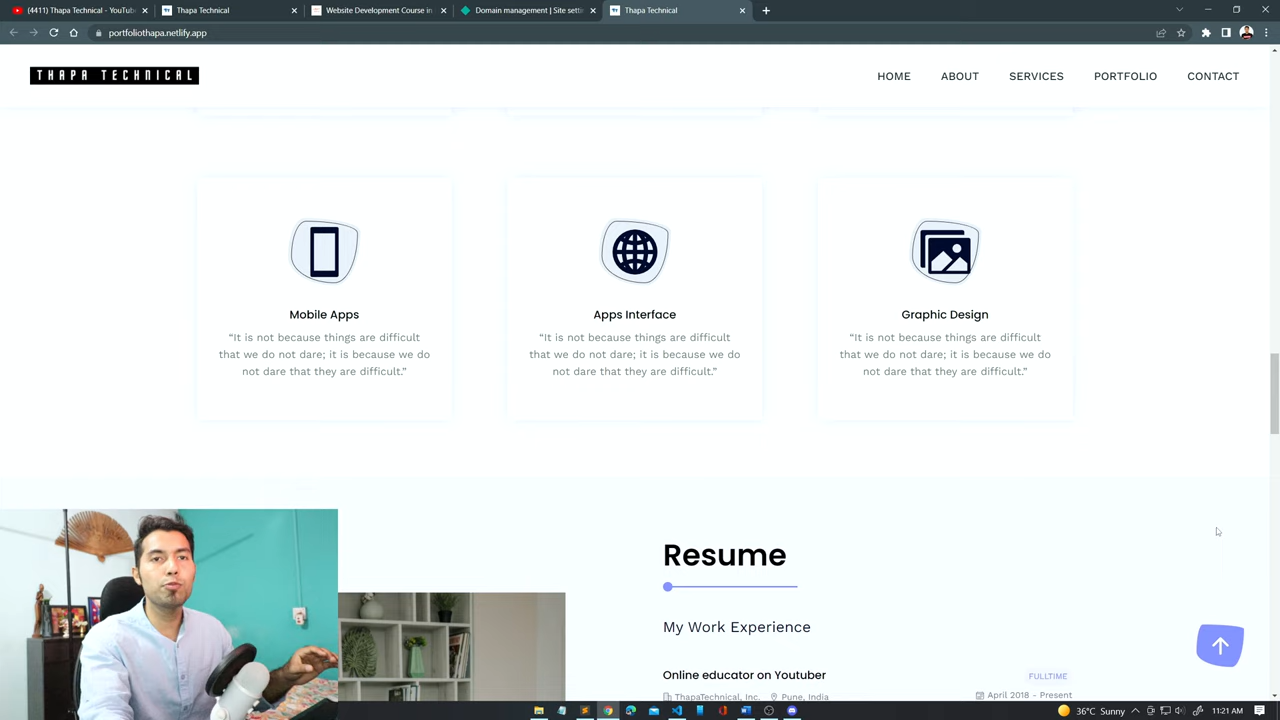 (4411) Thapa Technical - YouTub
Thapa Technical
Website Development Course in
Domain management | Site setti
Thapa Technical
portfoliothapa.netlify.app
THAPA TECHNICAL
HOME
ABOUT
SERVICES
PORTFOLIO
CONTACT
Mobile Apps
“It is not because things are difficult
that we do not dare; it is because we do
not dare that they are difficult.”
Apps Interface
“It is not because things are difficult
that we do not dare; it is because we do
not dare that they are difficult.”
Graphic Design
“It is not because things are difficult
that we do not dare; it is because we do
not dare that they are difficult.”
Resume
My Work Experience
Online educator on Youtuber
FULLTIME
ThapaTechnical, Inc.
Pune, India
April 2018 - Present
36°C Sunny
11:21 AM